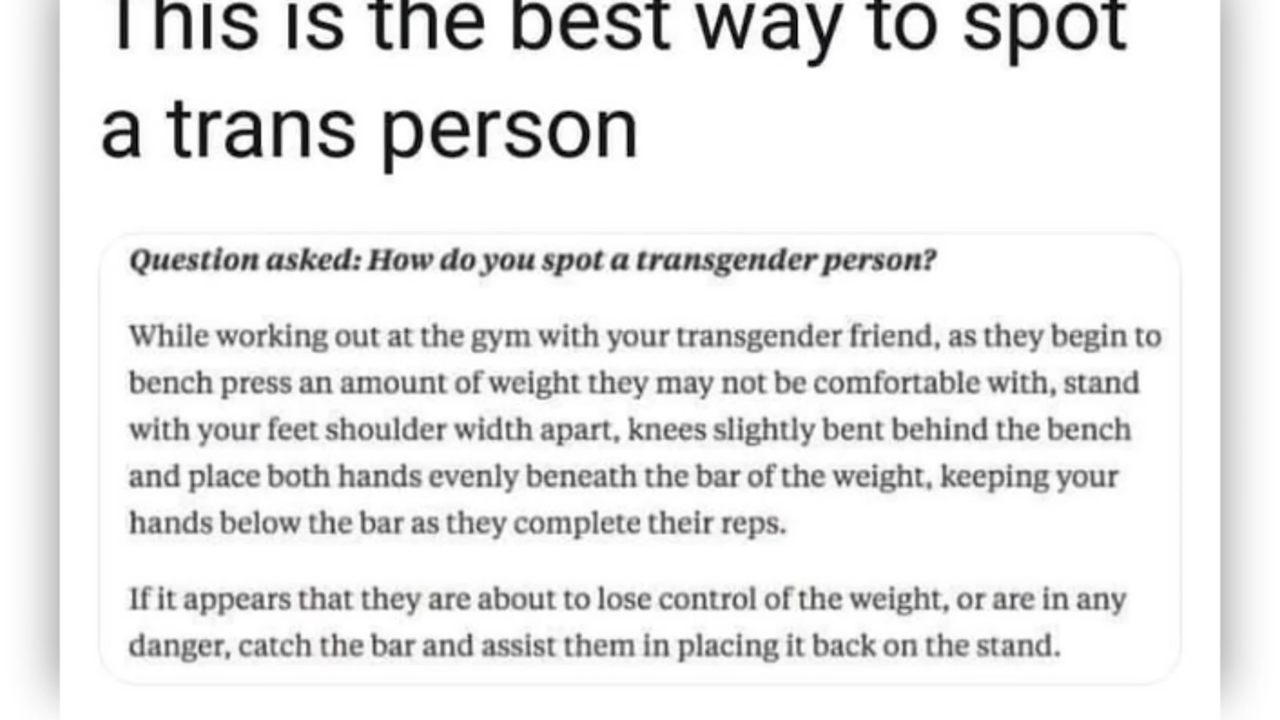 This is the best way to spot
a trans person
Question asked: How do you spot a transgender person?
While working out at the gym with your transgender friend, as they begin to
bench press an amount of weight they may not be comfortable with, stand
with your feet shoulder width apart, knees slightly bent behind the bench
and place both hands evenly beneath the bar of the weight, keeping your
hands below the bar as they complete their reps.
If it appears that they are about to lose control of the weight, or are in any
danger, catch the bar and assist them in placing it back on the stand.